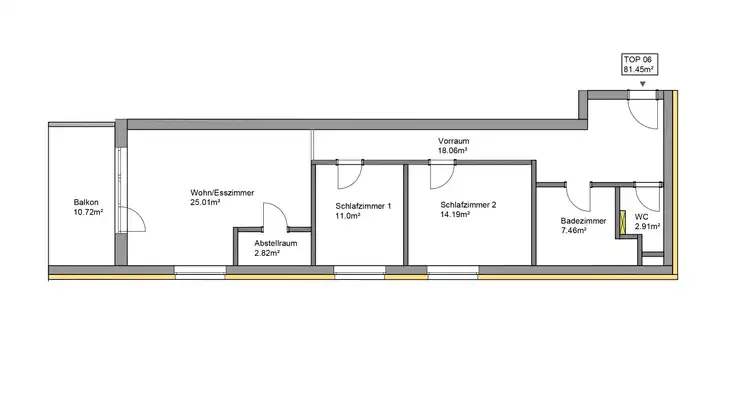 TOP 06
81.45m²
Vorraum
18.06m²
Wohn/Esszimmer
25.01m²
Balkon
10.72m²
Schlafzimmer 1
11.0m²
Schlafzimmer 2
14.19m²
Badezimmer
7.46m²
WC
2.91m²
Abstellraum
2.82m²